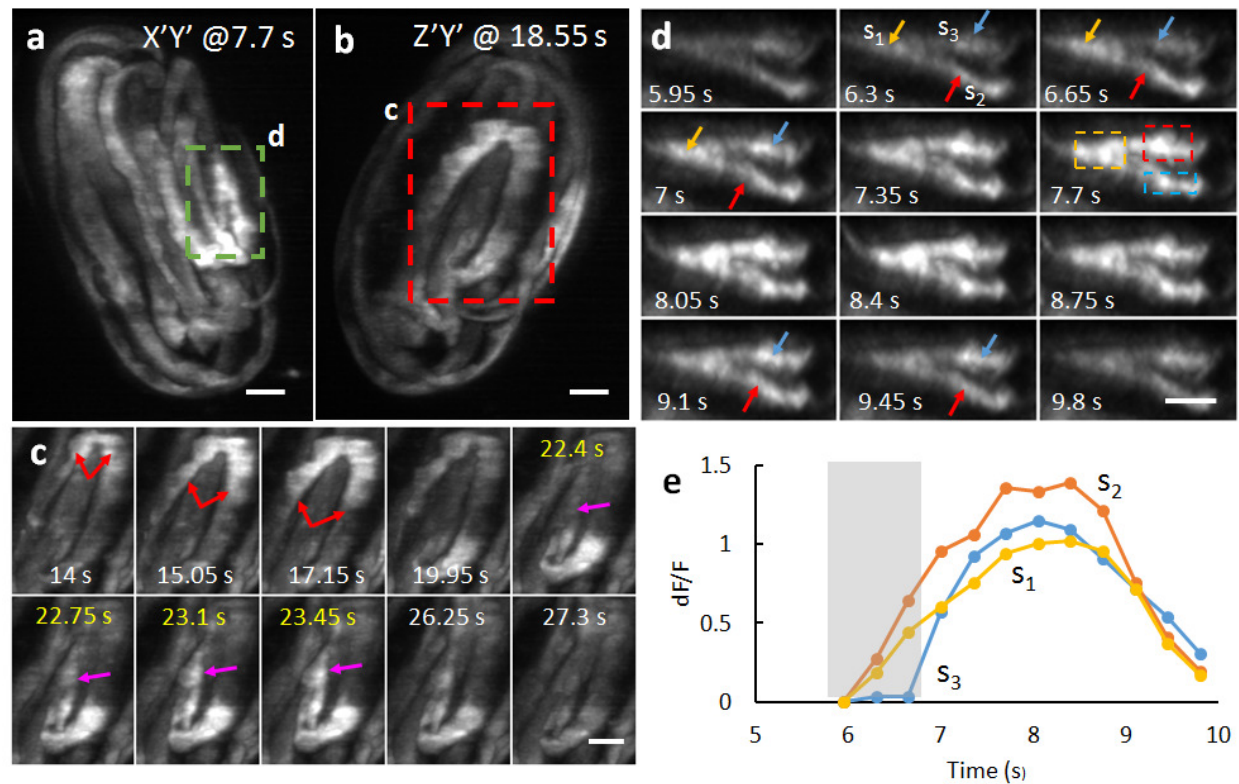 a
X'Y' @7.7 s
d
b
Z'Y' @ 18.55 s
c
c
14 s
15.05 s
17.15 s
19.95 s
22.4 s
22.75 s
23.1 s
23.45 s
26.25 s
27.3 s
d
5.95 s
s₁
s₃
s₂
6.3 s
6.65 s
7 s
7.35 s
7.7 s
8.05 s
8.4 s
8.75 s
9.1 s
9.45 s
9.8 s
e
1.5
1
0.5
0
dF/F
s₂
s₁
s₃
5 6 7 8 9 10
Time (s)